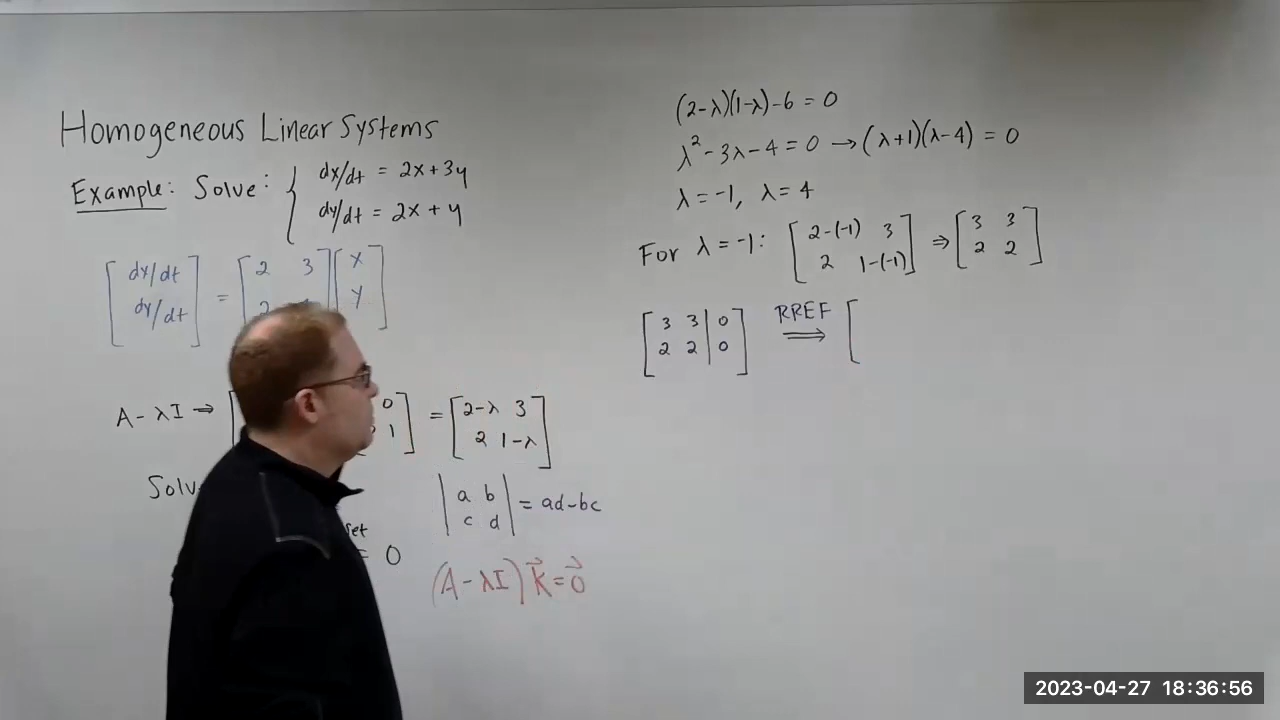 Homogeneous Linear Systems
Example: Solve: { dx/dt = 2x+3y
dy/dt = 2x + y
[dx/dt] = [2 3][x]
[dy/dt] [y]
A - λI ⇒ [ 0] = [2-λ 3]
1] [2 1-λ]
|a b| = ad-bc
|c d|
set
= 0
(A - λI) K⃗ = 0⃗
(2-λ)(1-λ)-6 = 0
λ² - 3λ - 4 = 0 → (λ+1)(λ-4) = 0
λ = -1, λ = 4
For λ = -1: [2-(-1) 3] ⇒ [3 3]
[2 1-(-1)] [2 2]
[3 3 | 0] RREF ⇒ [
[2 2 | 0]
2023-04-27 18:36:56